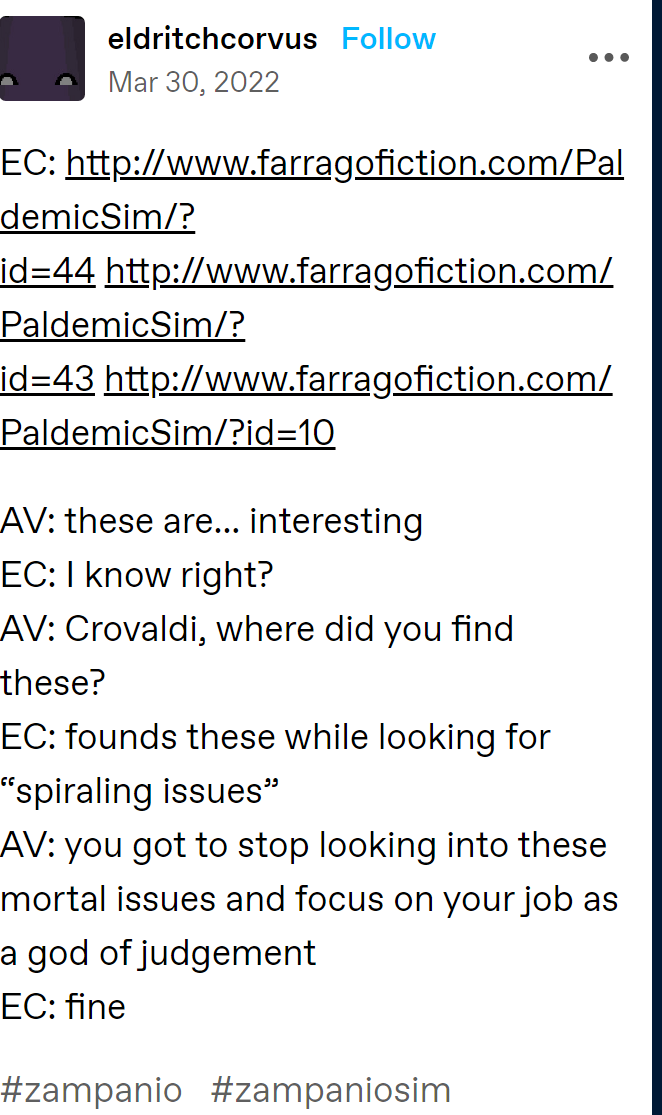 eldritchcorvus Follow
Mar 30, 2022
EC: http://www.farragofiction.com/Pal
demicSim/?
id=44 http://www.farragofiction.com/
PaldemicSim/?
id=43 http://www.farragofiction.com/
PaldemicSim/?id=10
AV: these are... interesting
EC: I know right?
AV: Crovaldi, where did you find
these?
EC: founds these while looking for
“spiraling issues”
AV: you got to stop looking into these
mortal issues and focus on your job as
a god of judgement
EC: fine
#zampanio #zampaniosim